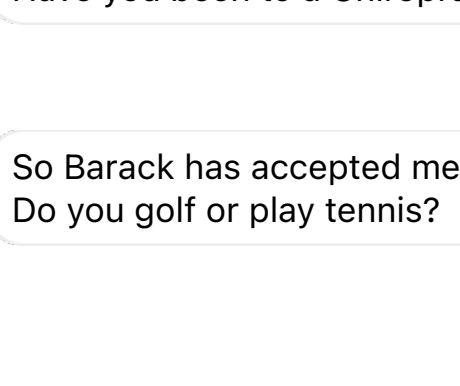 Have you been to a
So Barack has accepted me
Do you golf or play tennis?